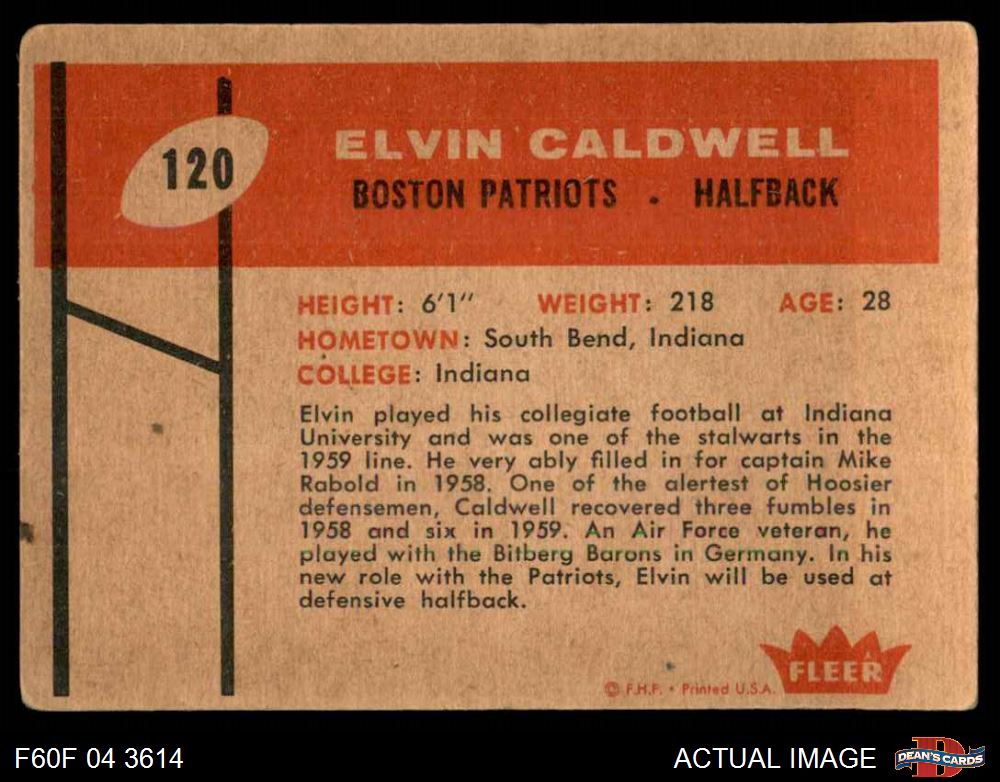 120
ELVIN CALDWELL
BOSTON PATRIOTS . HALFBACK
HEIGHT: 6'1" WEIGHT: 218 AGE: 28
HOMETOWN: South Bend, Indiana
COLLEGE: Indiana
Elvin played his collegiate football at Indiana
University and was one of the stalwarts in the
1959 line. He very ably filled in for captain Mike
Rabold in 1958. One of the alertest of Hoosier
defensemen, Caldwell recovered three fumbles in
1958 and six in 1959. An Air Force veteran, he
played with the Bitberg Barons in Germany. In his
new role with the Patriots, Elvin will be used at
defensive halfback.
FLEER
© F.H.F. • Printed U.S.A.
F60F 04 3614
ACTUAL IMAGE
D
DEAN'S CARDS